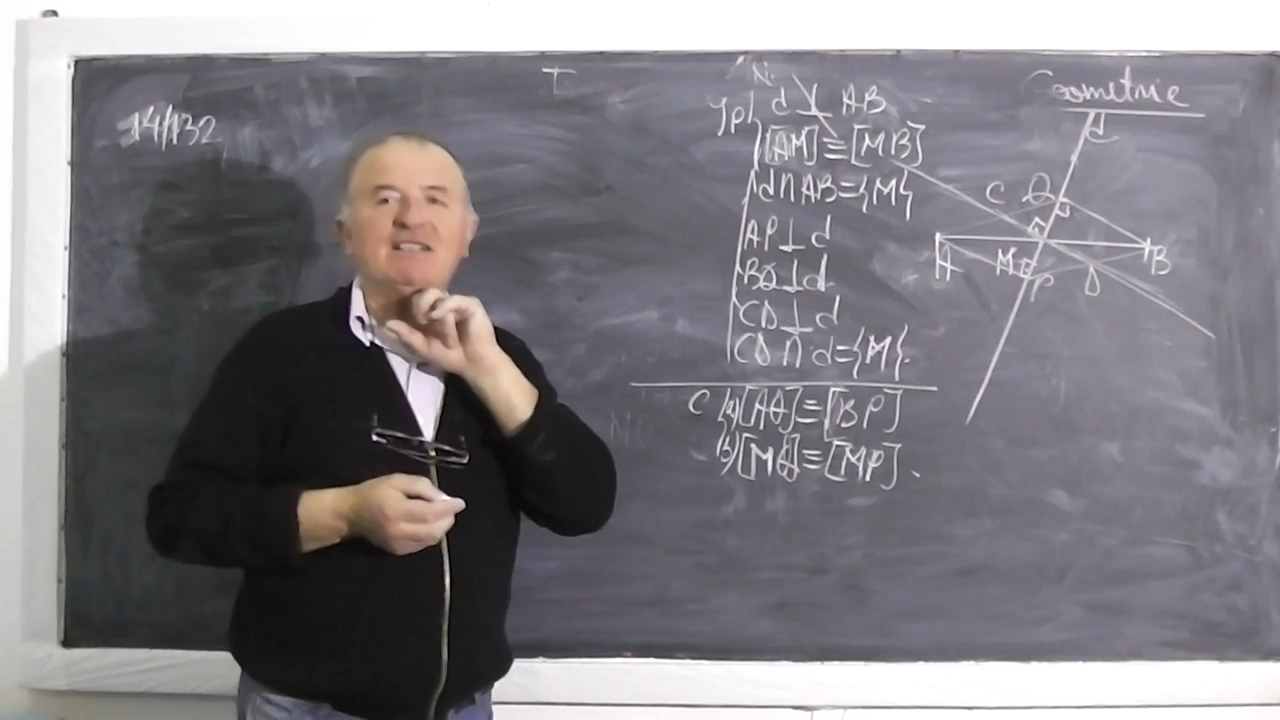 14/132
Geometrie
Ip d ⊥̸ AB
[AM]≡[MB]
d∩AB={M}
AP⊥d
BQ⊥d
CD⊥d
CD∩d={M}.
C a)[AQ]≡[BP]
b)[MQ]≡[MP].
d
C Q
A M B
P D